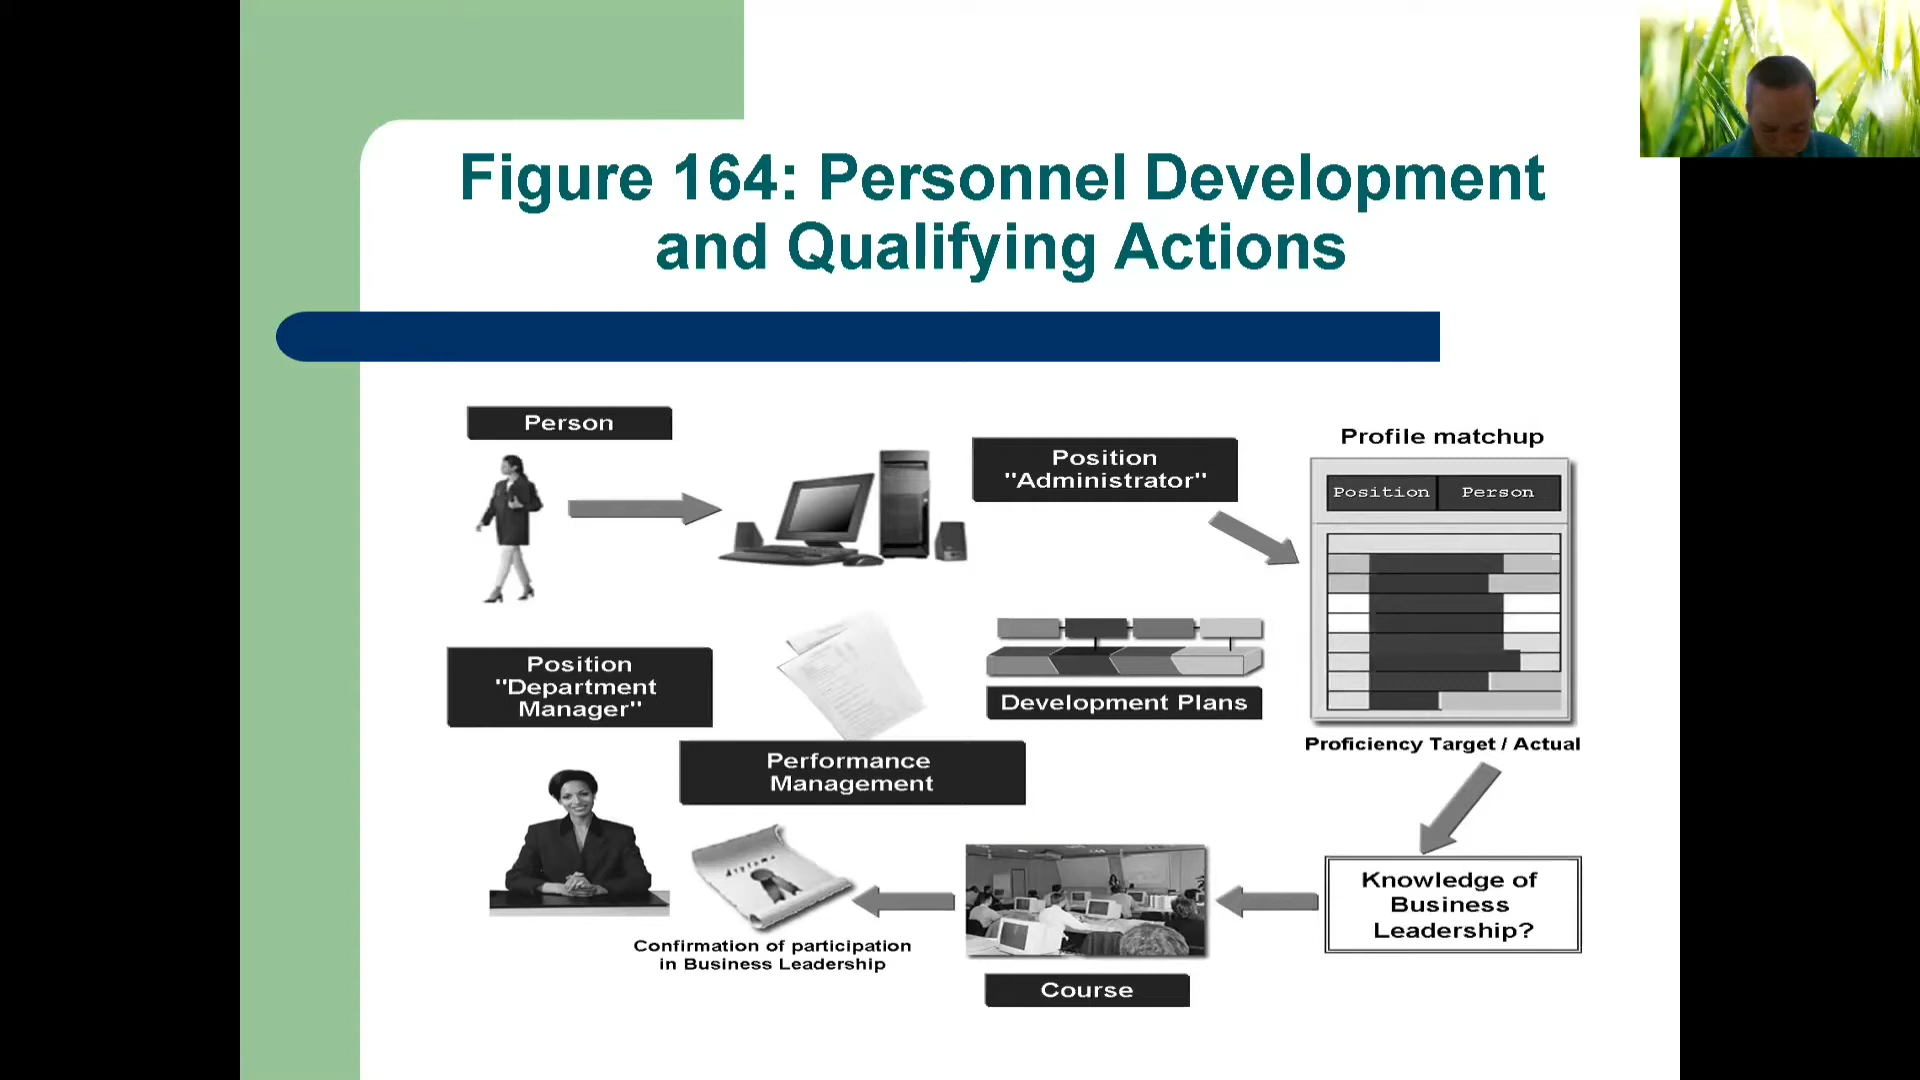 Figure 164: Personnel Development
and Qualifying Actions
Person
Position
"Administrator"
Profile matchup
Position Person
Position
"Department
Manager"
Development Plans
Proficiency Target / Actual
Performance
Management
Knowledge of
Business
Leadership?
Confirmation of participation
in Business Leadership
Course